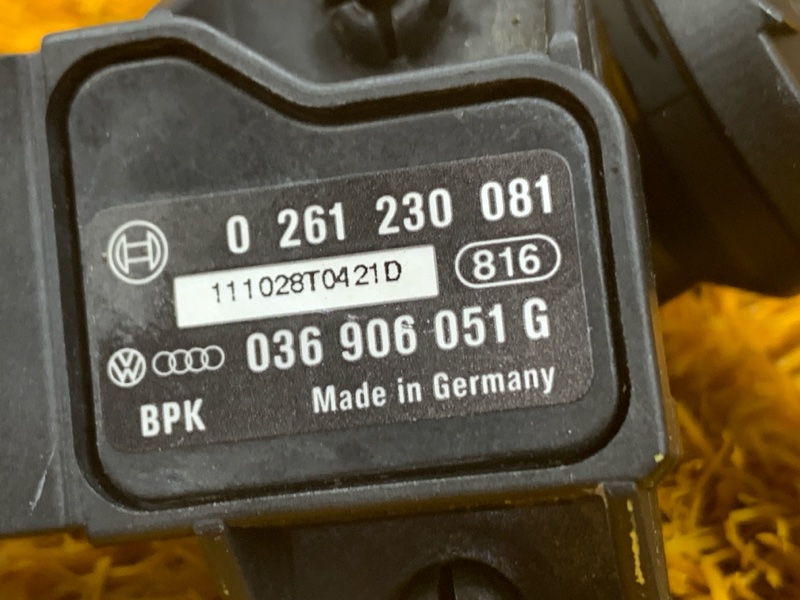 0 261 230 081
111028T0421D
816
036 906 051 G
BPK
Made in Germany